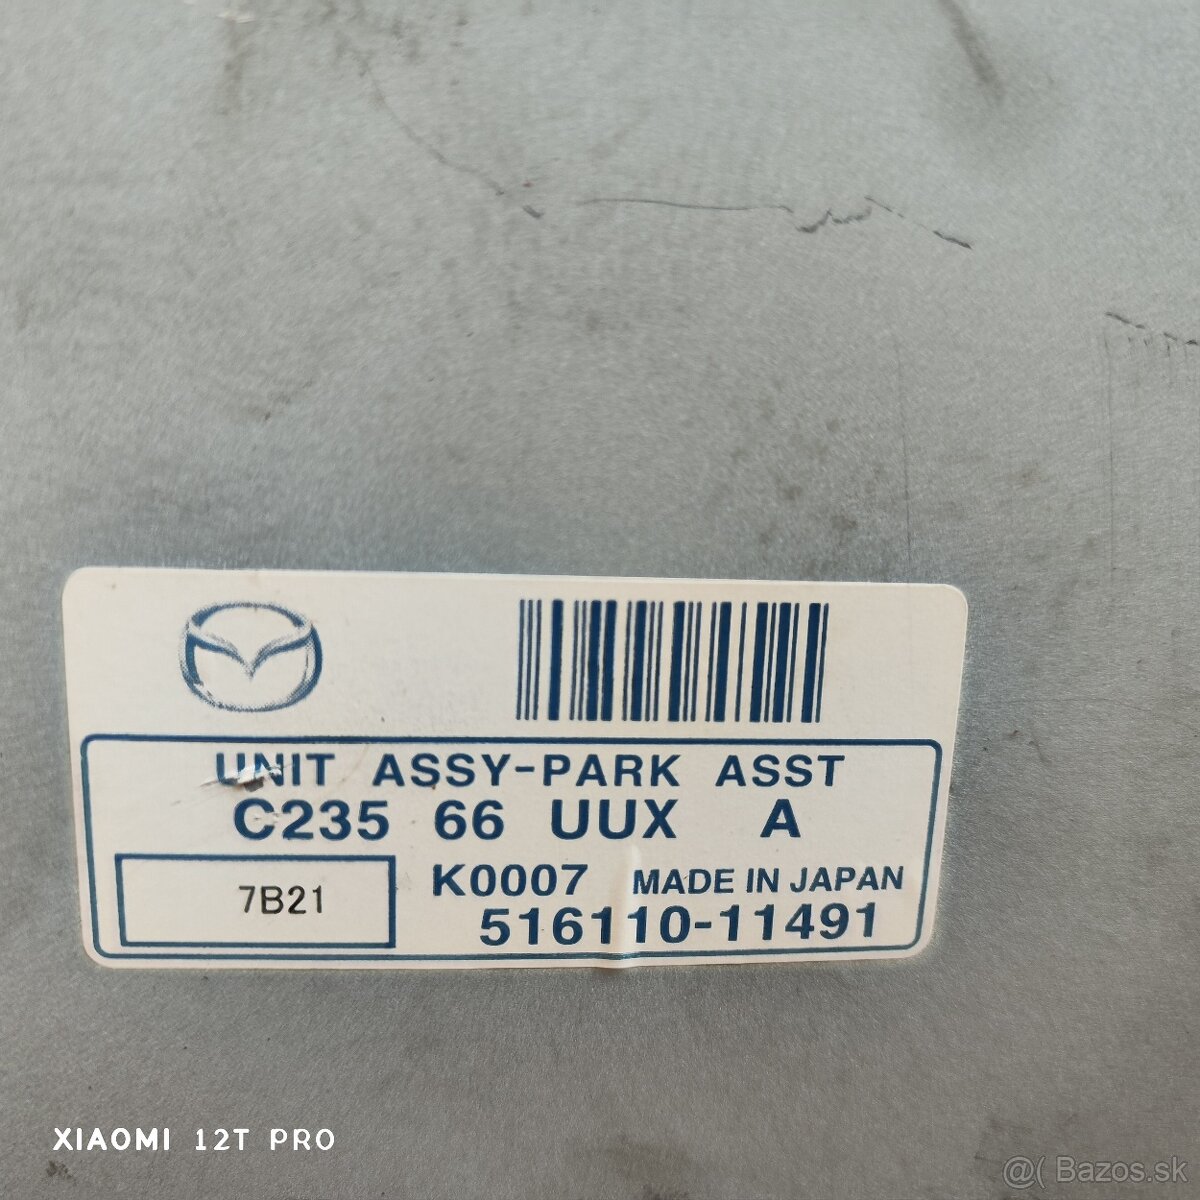 UNIT ASSY-PARK ASST
C235 66 UUX A
7B21
K0007 MADE IN JAPAN
516110-11491
XIAOMI 12T PRO
@( Bazos.sk